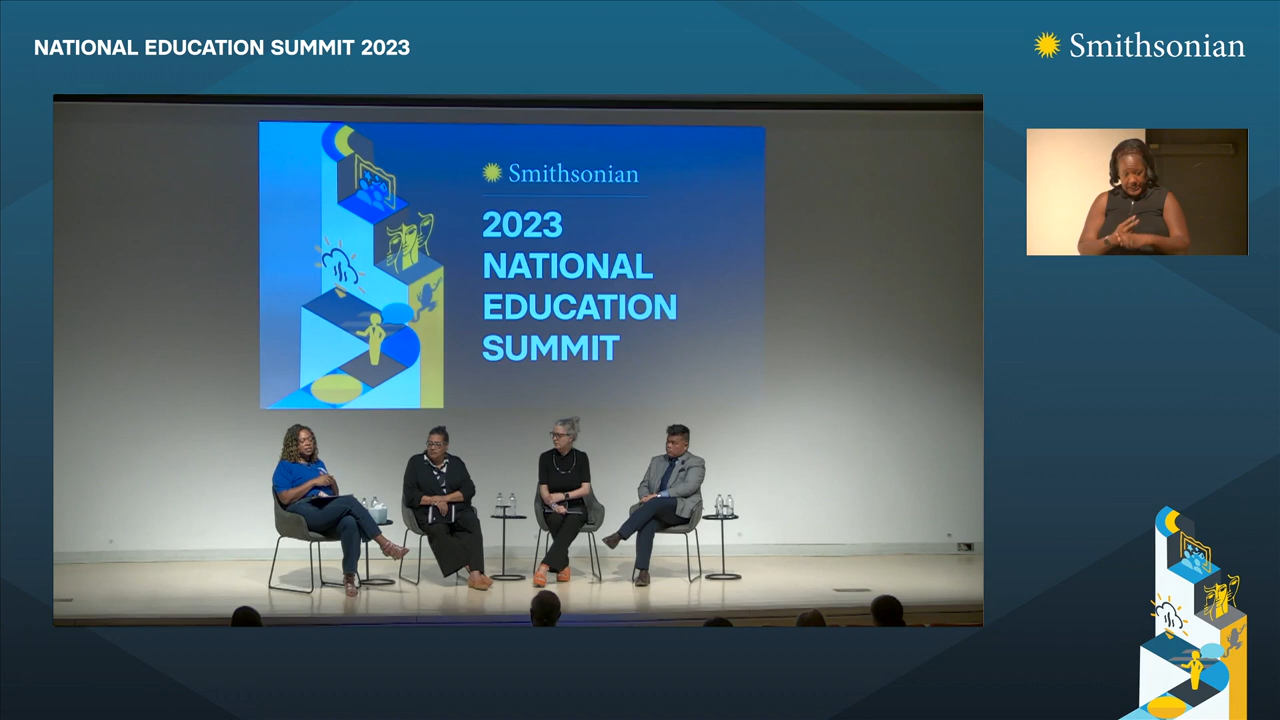 NATIONAL EDUCATION SUMMIT 2023
Smithsonian
Smithsonian
2023
NATIONAL
EDUCATION
SUMMIT